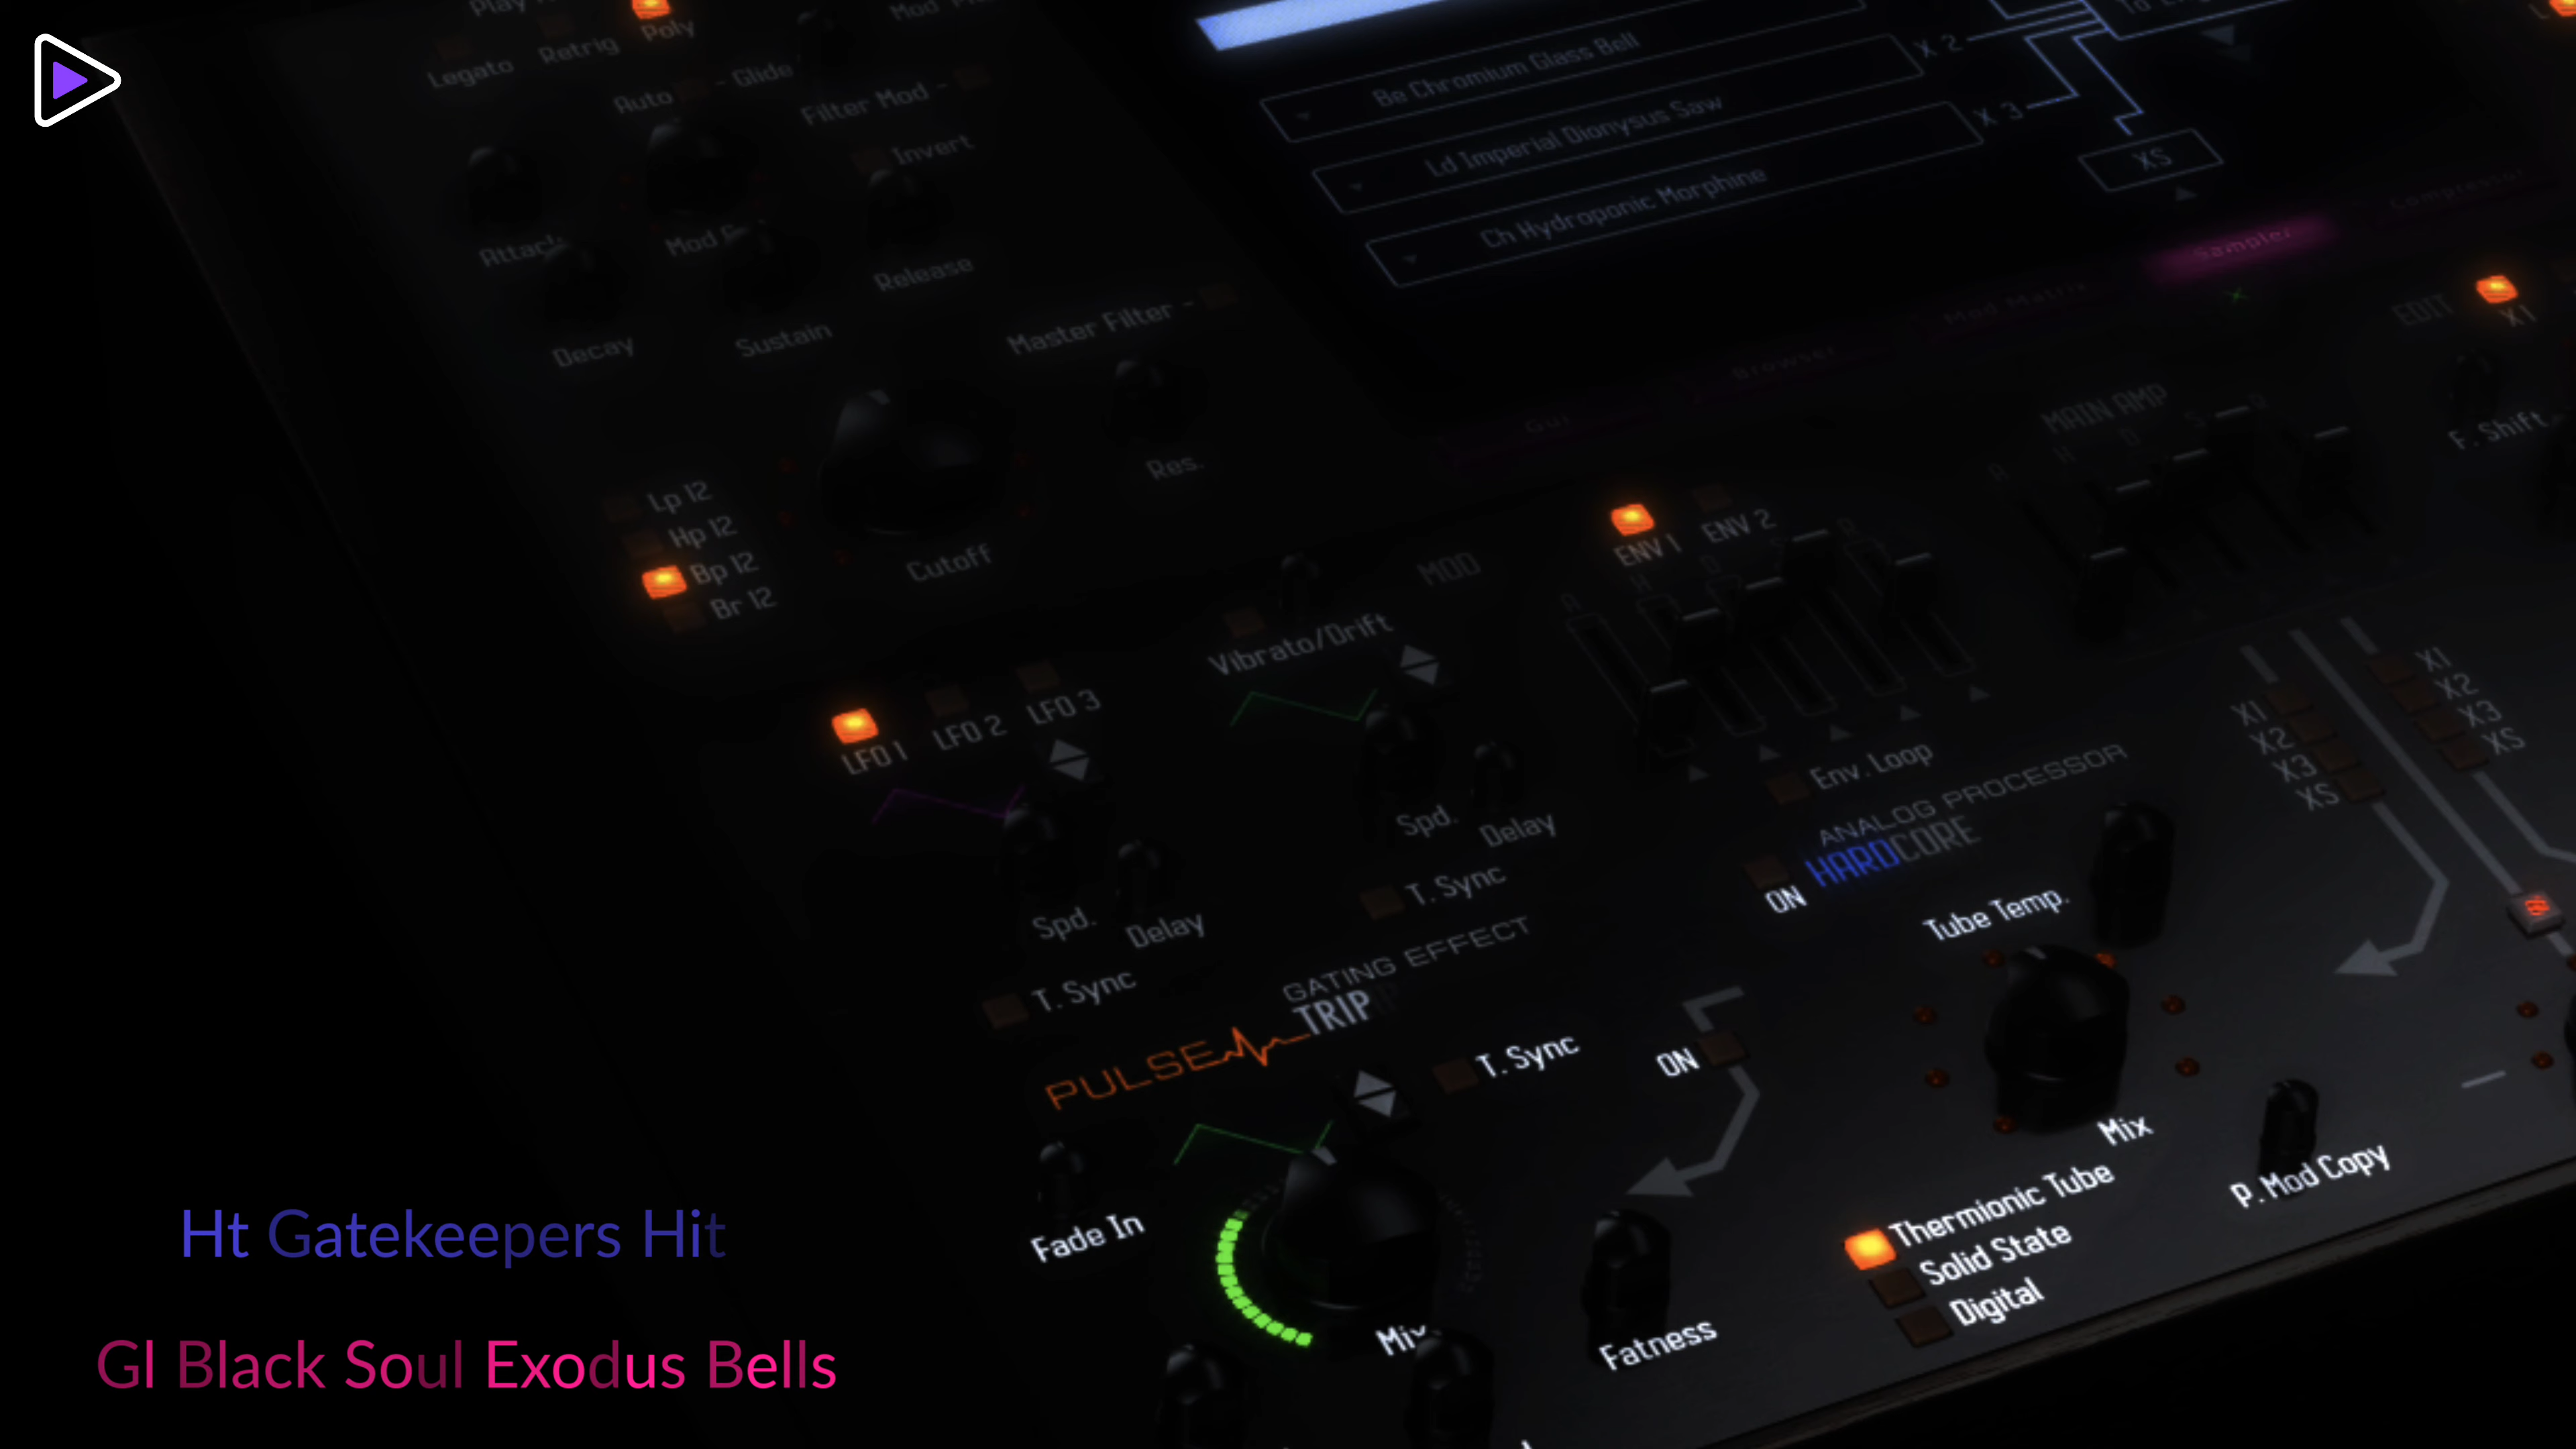 Legato
Retrig
Poly
Auto
- Glide
Filter Mod -
Invert
Decay
Sustain
Release
Master Filter -
Res.
Lp 12
Hp 12
Bp 12
Br 12
Cutoff
Be Chromium Glass Bell
X 2
Ld Imperial Dionysus Saw
X 3
Ch Hydroponic Morphine
XS
Sampler
Compressor
Mod Matrix
Browser
EDIT
X1
F. Shift
MAIN AMP
A H D S R
ENV 1
ENV 2
MOD
A H D S R
Vibrato/Drift
LFO 1
LFO 2
LFO 3
Spd.
Delay
T. Sync
Spd.
Delay
T. Sync
Env. Loop
X1
X2
X3
XS
X1
X2
X3
XS
ANALOG PROCESSOR
HARDCORE
ON
Tube Temp.
GATING EFFECT
PULSE TRIP
T. Sync
ON
Mix
P. Mod Copy
Thermionic Tube
Solid State
Digital
Fade In
Mix
Fatness
Ht Gatekeepers Hit
Gl Black Soul Exodus Bells